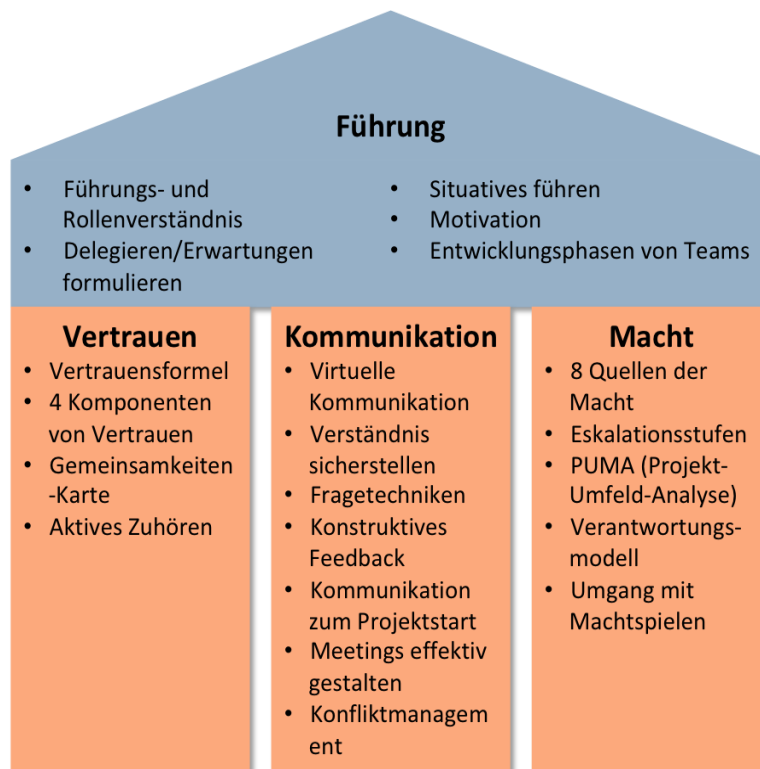 Führung
• Führungs- und
Rollenverständnis
• Delegieren/Erwartungen
formulieren
• Situatives führen
• Motivation
• Entwicklungsphasen von Teams
Vertrauen
• Vertrauensformel
• 4 Komponenten
von Vertrauen
• Gemeinsamkeiten
-Karte
• Aktives Zuhören
Kommunikation
• Virtuelle
Kommunikation
• Verständnis
sicherstellen
• Fragetechniken
• Konstruktives
Feedback
• Kommunikation
zum Projektstart
• Meetings effektiv
gestalten
• Konfliktmanagem
ent
Macht
• 8 Quellen der
Macht
• Eskalationsstufen
• PUMA (Projekt-
Umfeld-Analyse)
• Verantwortungs-
modell
• Umgang mit
Machtspielen